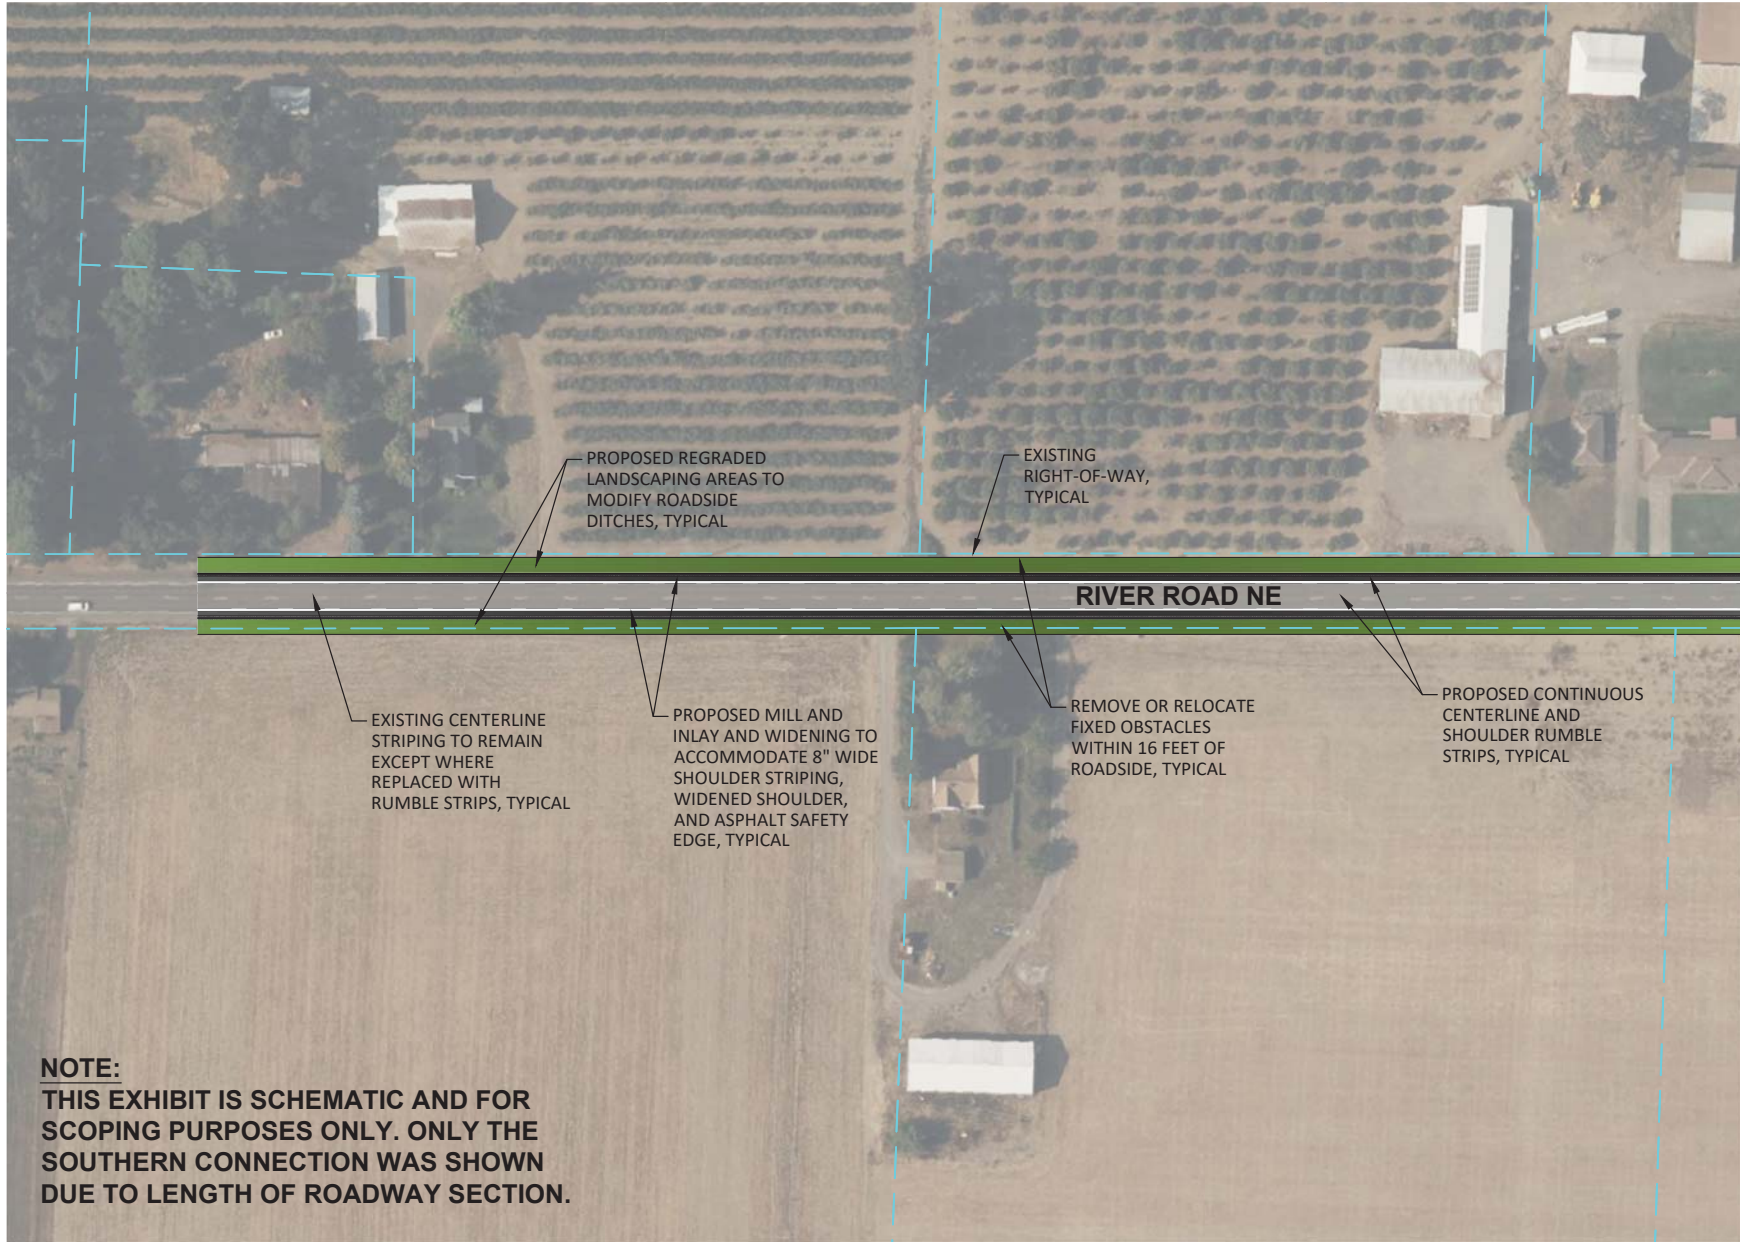 PROPOSED REGRADED
LANDSCAPING AREAS TO
MODIFY ROADSIDE
DITCHES, TYPICAL
EXISTING
RIGHT-OF-WAY,
TYPICAL
RIVER ROAD NE
EXISTING CENTERLINE
STRIPING TO REMAIN
EXCEPT WHERE
REPLACED WITH
RUMBLE STRIPS, TYPICAL
PROPOSED MILL AND
INLAY AND WIDENING TO
ACCOMMODATE 8" WIDE
SHOULDER STRIPING,
WIDENED SHOULDER,
AND ASPHALT SAFETY
EDGE, TYPICAL
REMOVE OR RELOCATE
FIXED OBSTACLES
WITHIN 16 FEET OF
ROADSIDE, TYPICAL
PROPOSED CONTINUOUS
CENTERLINE AND
SHOULDER RUMBLE
STRIPS, TYPICAL
NOTE:
THIS EXHIBIT IS SCHEMATIC AND FOR
SCOPING PURPOSES ONLY. ONLY THE
SOUTHERN CONNECTION WAS SHOWN
DUE TO LENGTH OF ROADWAY SECTION.